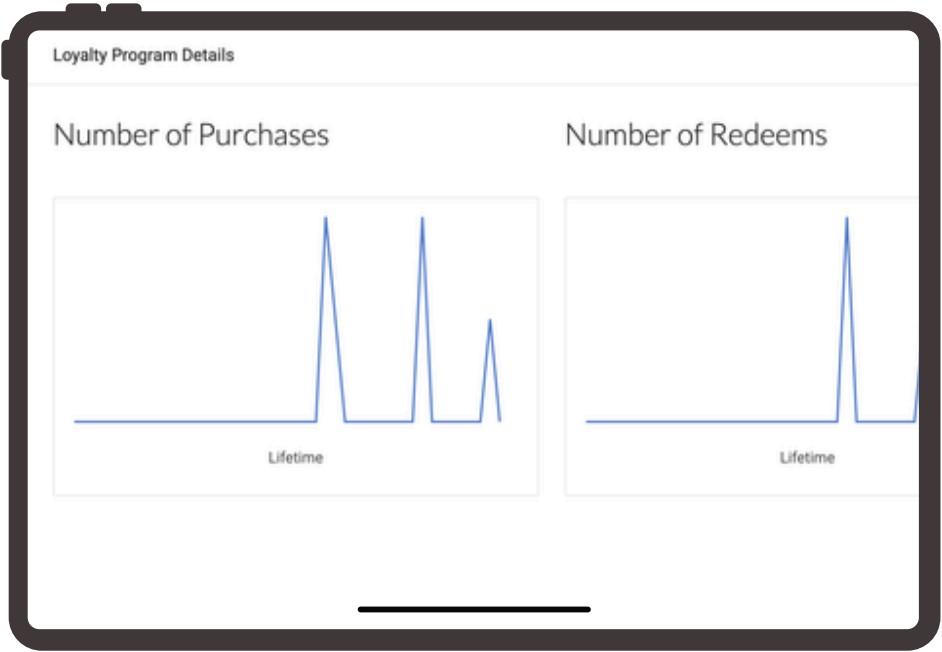 Loyalty Program Details
Number of Purchases
Number of Redeems
Lifetime
Lifetime